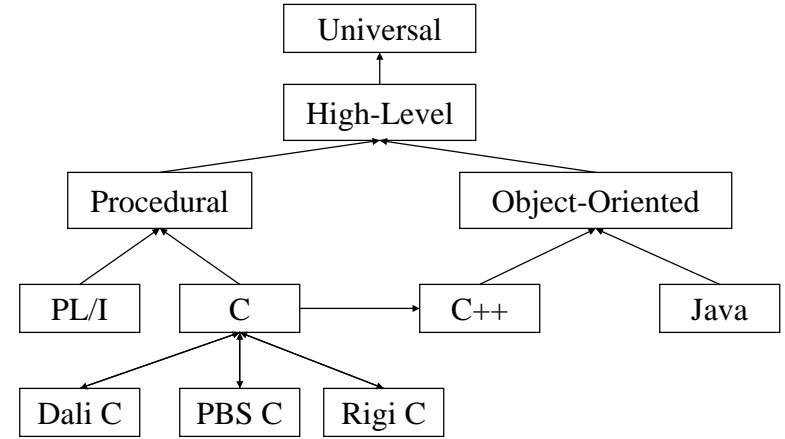 Universal
High-Level
Procedural
Object-Oriented
PL/I
C
C++
Java
Dali C
PBS C
Rigi C